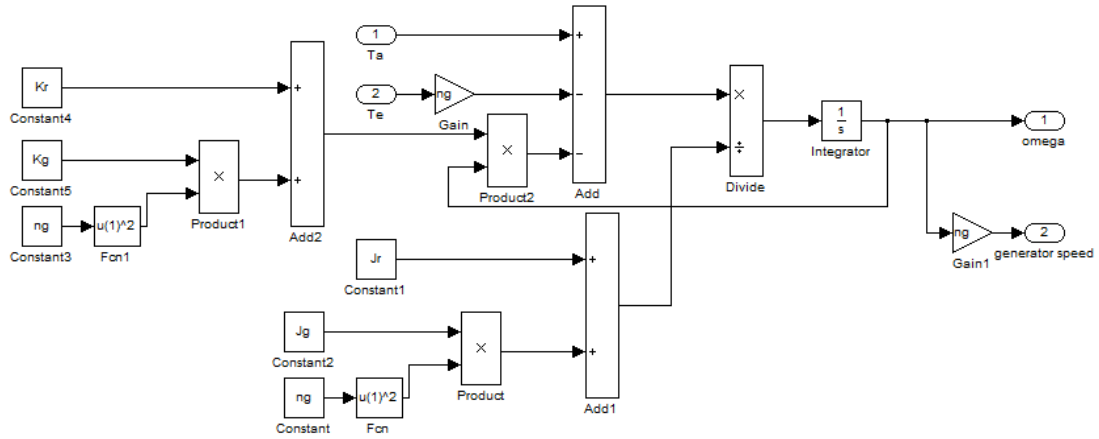 1
Ta
2
Te
ng
Gain
Kr
Constant4
Kg
Constant5
ng
Constant3
u(1)^2
Fcn1
×
Product1
+
+
Add2
×
Product2
+
−
−
Add
×
÷
Divide
1
s
Integrator
1
omega
ng
Gain1
2
generator speed
Jr
Constant1
Jg
Constant2
ng
Constant
u(1)^2
Fcn
×
Product
+
+
Add1